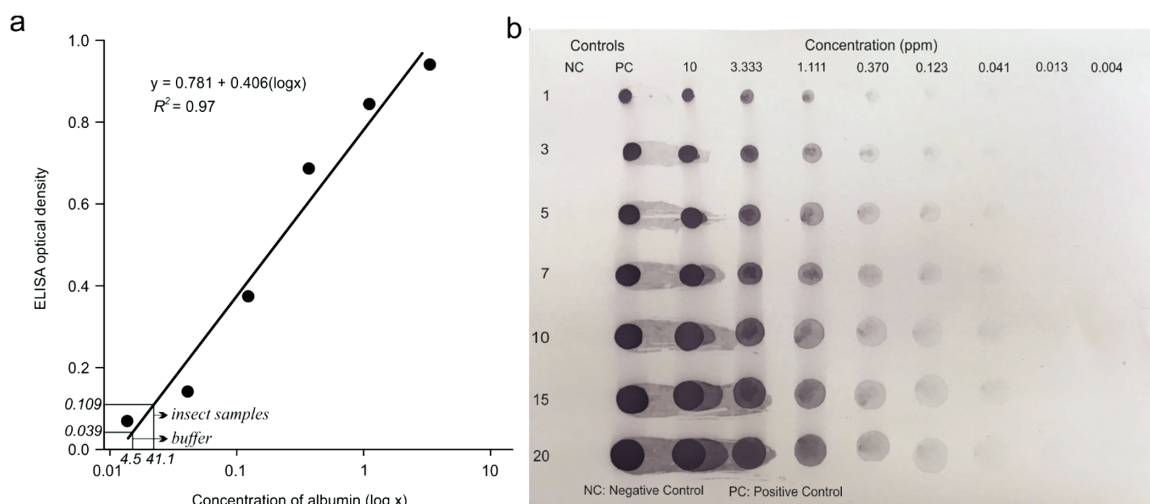 a
y = 0.781 + 0.406(logx)
R² = 0.97
ELISA optical density
1.0
0.8
0.6
0.4
0.2
0.109
0.039
0.0
insect samples
buffer
4.5 41.1
0.01 0.1 1 10
Concentration of albumin (log x)
b
Controls Concentration (ppm)
NC PC 10 3.333 1.111 0.370 0.123 0.041 0.013 0.004
1
3
5
7
10
15
20
NC: Negative Control PC: Positive Control